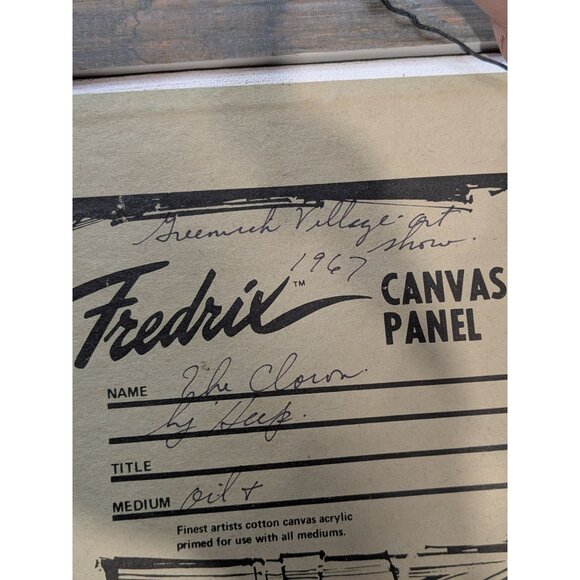 Greenwich Village art
show.
1967
Fredrix™ CANVAS
PANEL
NAME The Clown.
by
TITLE
MEDIUM oil +
Finest artists cotton canvas acrylic
primed for use with all mediums.